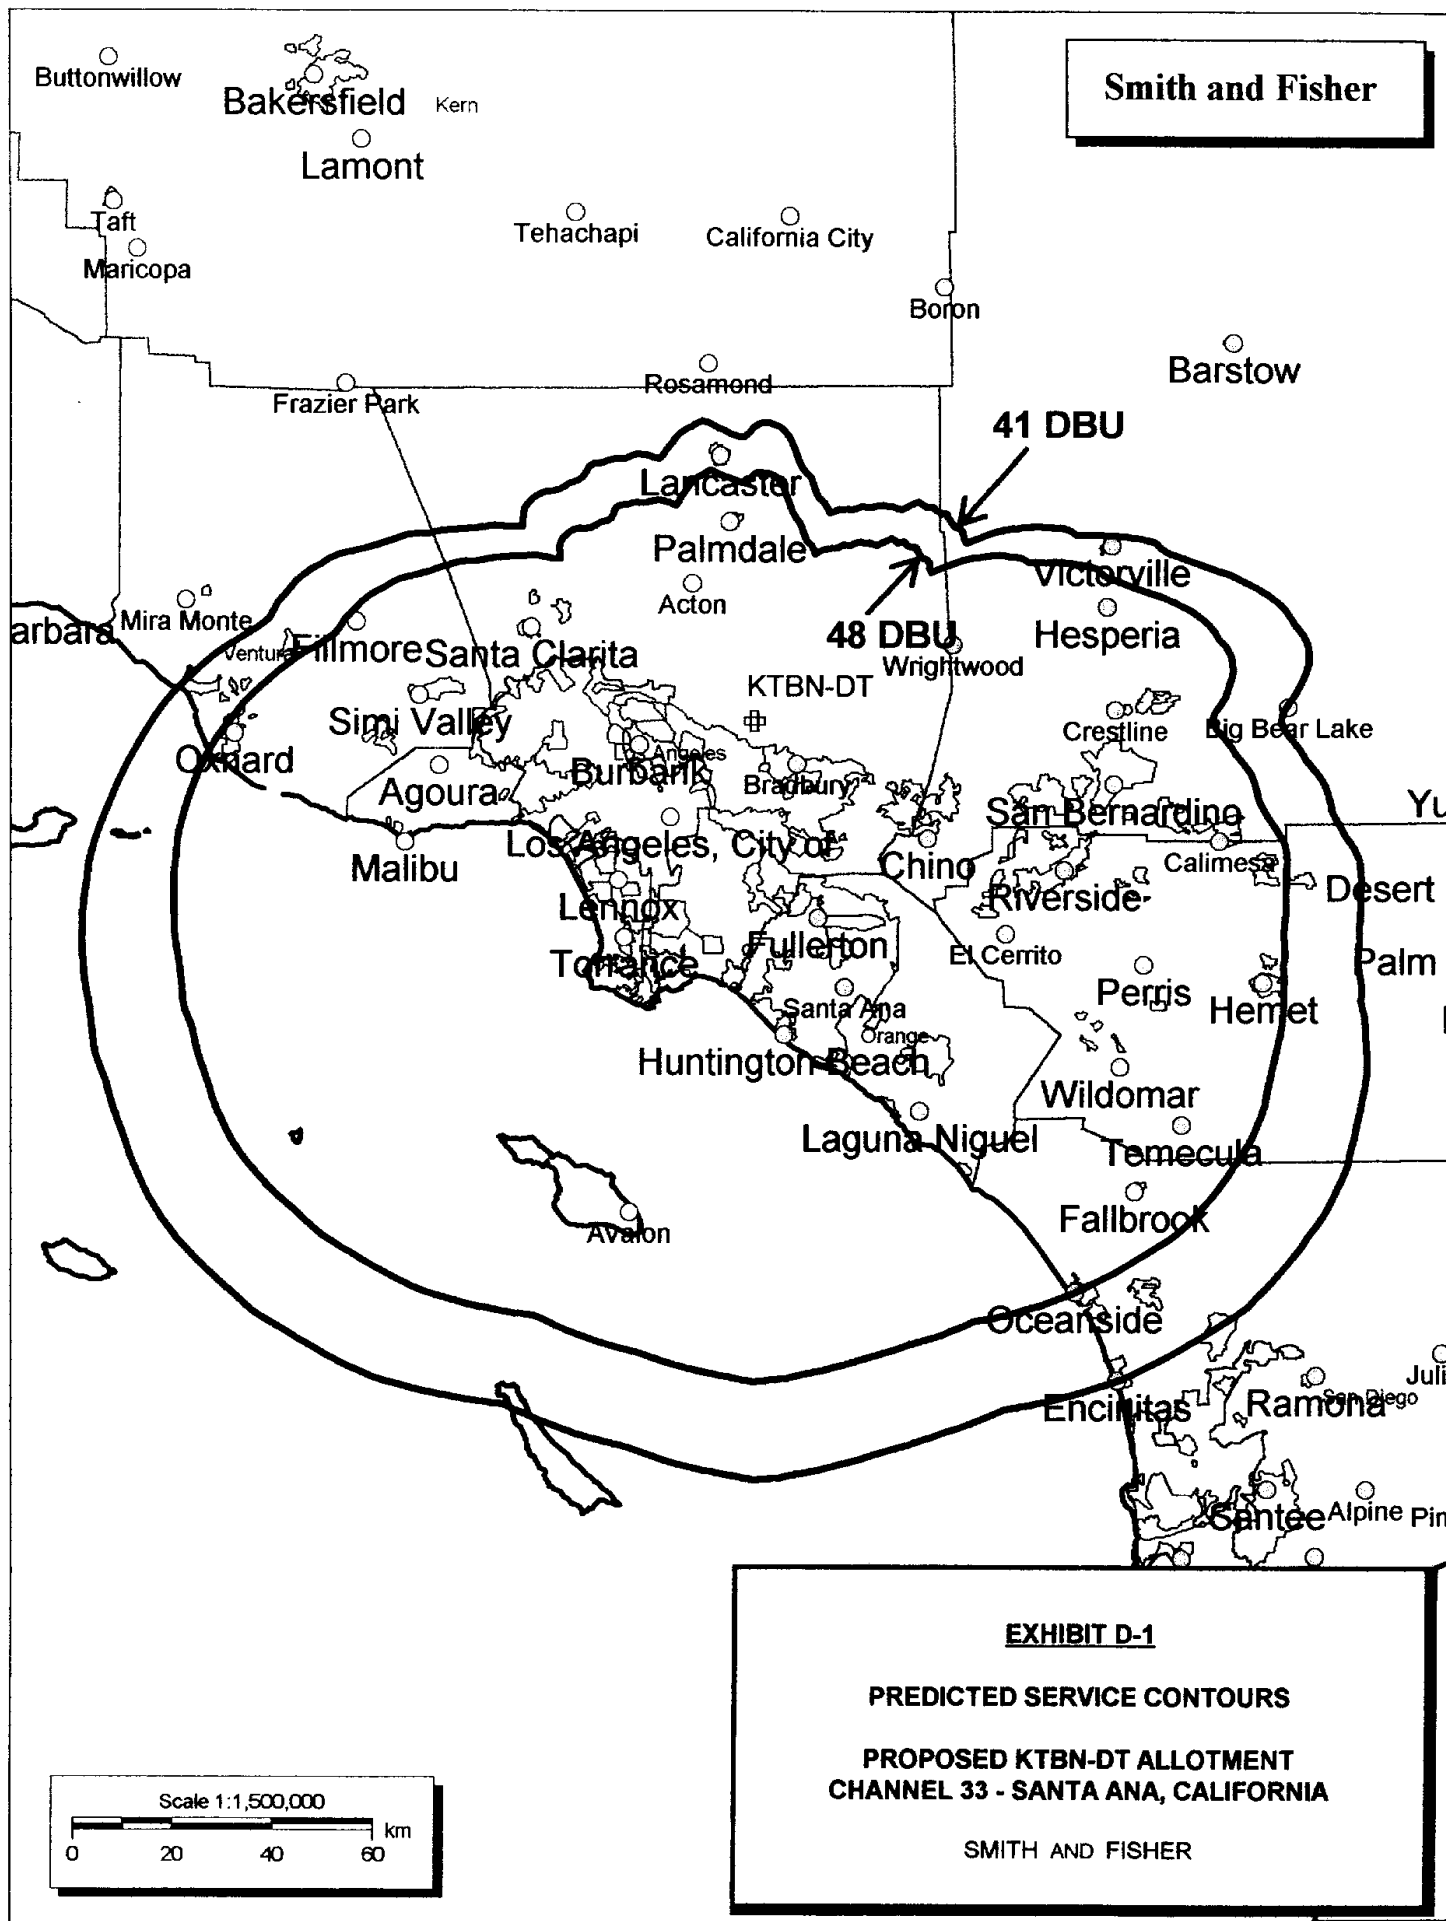 Smith and Fisher
Buttonwillow
Bakersfield
Kern
Lamont
Taft
Maricopa
Tehachapi
California City
Boron
Barstow
Rosamond
Frazier Park
41 DBU
Lancaster
Palmdale
Victorville
Acton
Mira Monte
arbara
Ventura
Fillmore
Santa Clarita
48 DBU
Hesperia
Wrightwood
KTBN-DT
Simi Valley
Crestline
Big Bear Lake
Oxnard
Los Angeles
Burbank
Bradbury
Agoura
San Bernardino
Yu
Los Angeles, City of
Malibu
Chino
Calimesa
Riverside
Desert
Lennox
Fullerton
El Cerrito
Torrance
Palm
Perris
Hemet
Santa Ana
Orange
Huntington Beach
Wildomar
Laguna Niguel
Temecula
Fallbrook
Avalon
Oceanside
Juli
Encinitas
Ramona
San Diego
Santee
Alpine
Pin
EXHIBIT D-1
PREDICTED SERVICE CONTOURS
PROPOSED KTBN-DT ALLOTMENT
CHANNEL 33 - SANTA ANA, CALIFORNIA
SMITH AND FISHER
Scale 1:1,500,000
km
0 20 40 60